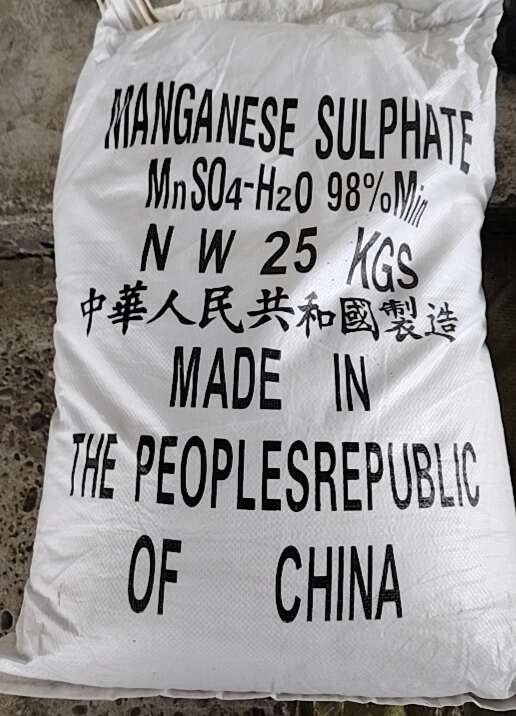 MANGANESE SULPHATE
MnSO4-H2O 98%Min
N W 25 KGS
中華人民共和國製造
MADE IN
THE PEOPLESREPUBLIC
OF CHINA